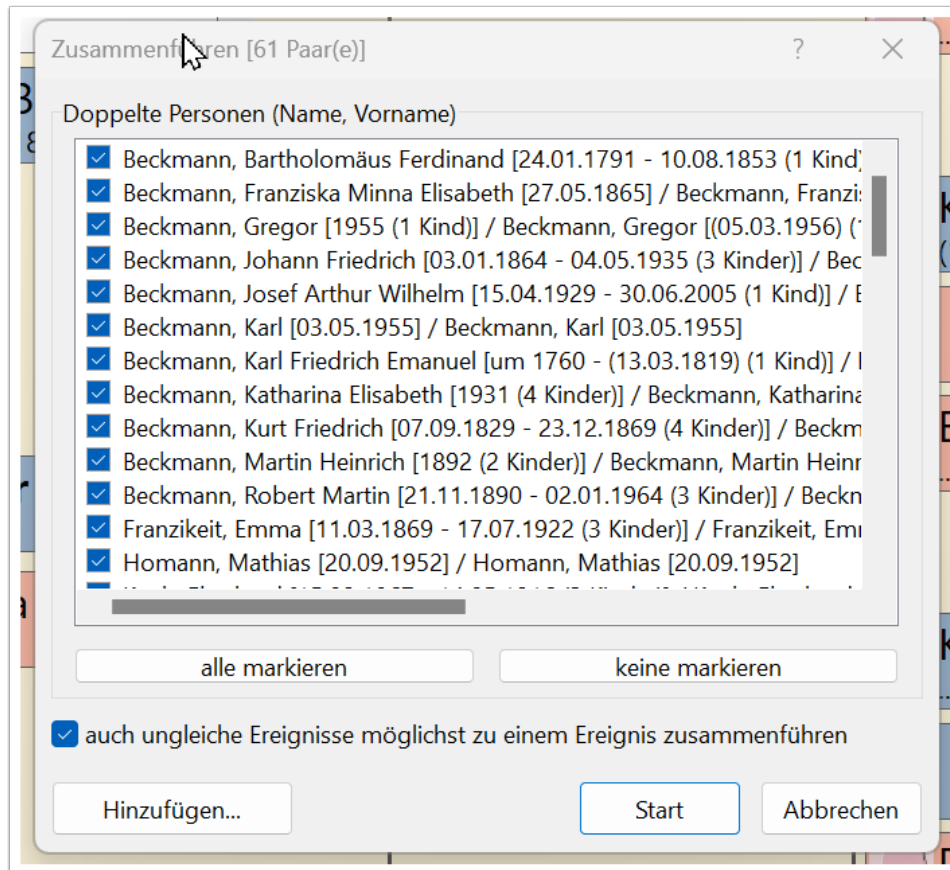 Zusammenführen [61 Paar(e)]
?
Doppelte Personen (Name, Vorname)
Beckmann, Bartholomäus Ferdinand [24.01.1791 - 10.08.1853 (1 Kind)
Beckmann, Franziska Minna Elisabeth [27.05.1865] / Beckmann, Franzis
Beckmann, Gregor [1955 (1 Kind)] / Beckmann, Gregor [(05.03.1956) (1
Beckmann, Johann Friedrich [03.01.1864 - 04.05.1935 (3 Kinder)] / Bec
Beckmann, Josef Arthur Wilhelm [15.04.1929 - 30.06.2005 (1 Kind)] /
Beckmann, Karl [03.05.1955] / Beckmann, Karl [03.05.1955]
Beckmann, Karl Friedrich Emanuel [um 1760 - (13.03.1819) (1 Kind)] /
Beckmann, Katharina Elisabeth [1931 (4 Kinder)] / Beckmann, Katharina
Beckmann, Kurt Friedrich [07.09.1829 - 23.12.1869 (4 Kinder)] / Beckm
Beckmann, Martin Heinrich [1892 (2 Kinder)] / Beckmann, Martin Heinr
Beckmann, Robert Martin [21.11.1890 - 02.01.1964 (3 Kinder)] / Beckn
Franzikeit, Emma [11.03.1869 - 17.07.1922 (3 Kinder)] / Franzikeit, Emm
Homann, Mathias [20.09.1952] / Homann, Mathias [20.09.1952]
alle markieren
keine markieren
auch ungleiche Ereignisse möglichst zu einem Ereignis zusammenführen
Hinzufügen...
Start
Abbrechen